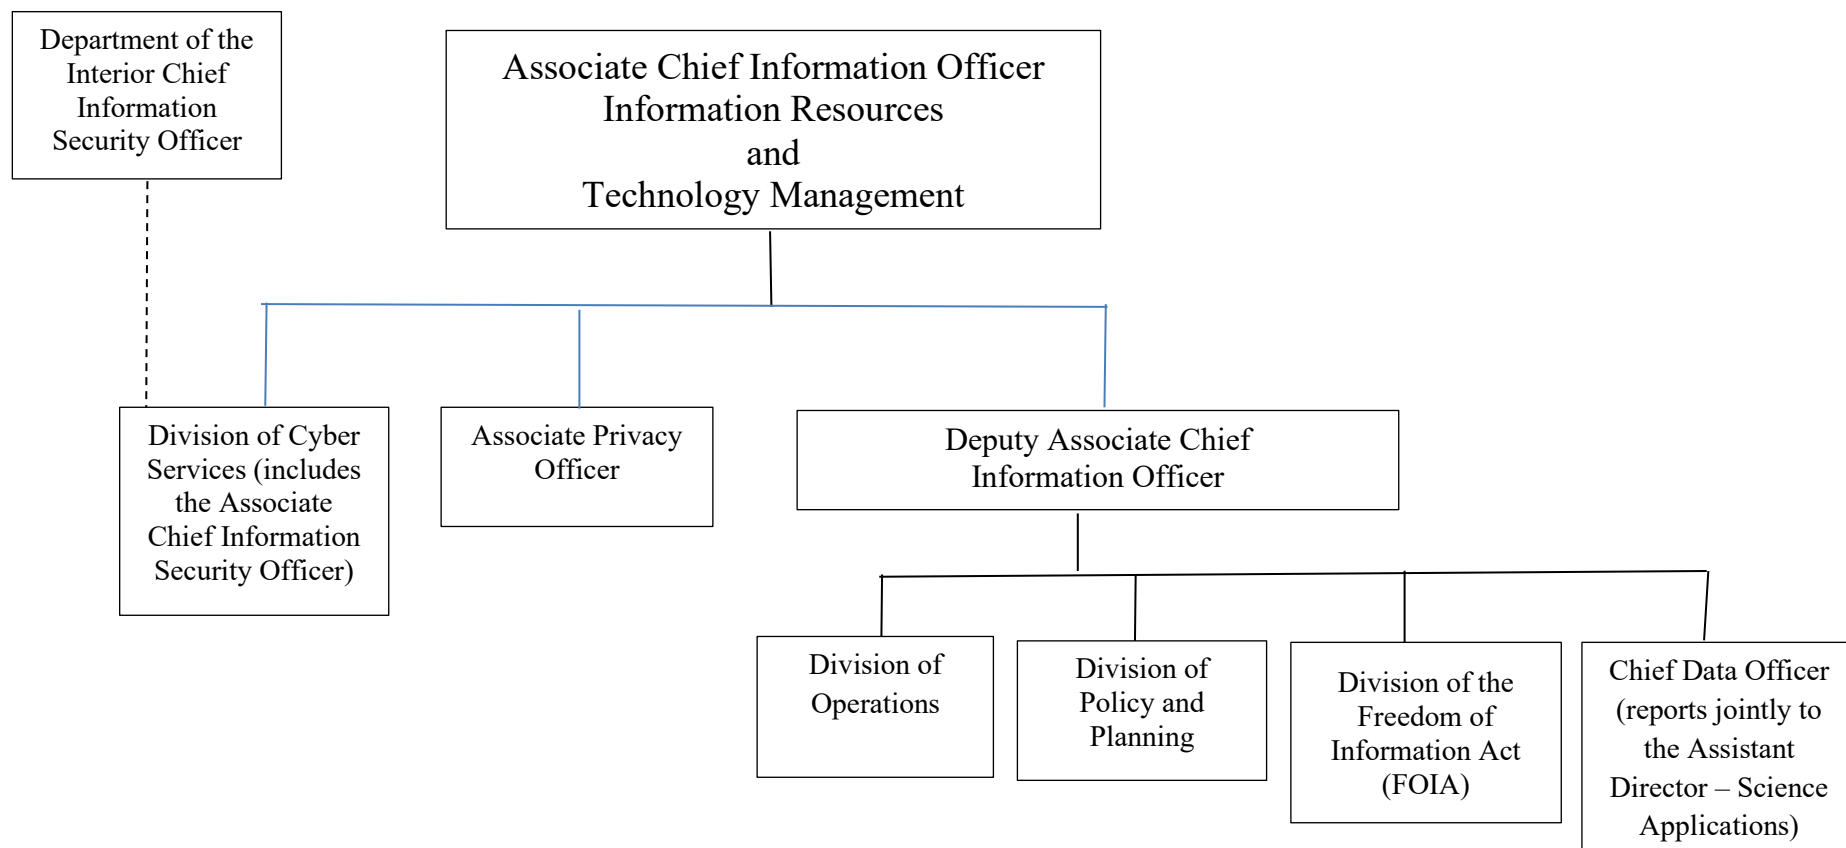 Department of the
Interior Chief
Information
Security Officer
Associate Chief Information Officer
Information Resources
and
Technology Management
Division of Cyber
Services (includes
the Associate
Chief Information
Security Officer)
Associate Privacy
Officer
Deputy Associate Chief
Information Officer
Division of
Operations
Division of
Policy and
Planning
Division of the
Freedom of
Information Act
(FOIA)
Chief Data Officer
(reports jointly to
the Assistant
Director – Science
Applications)